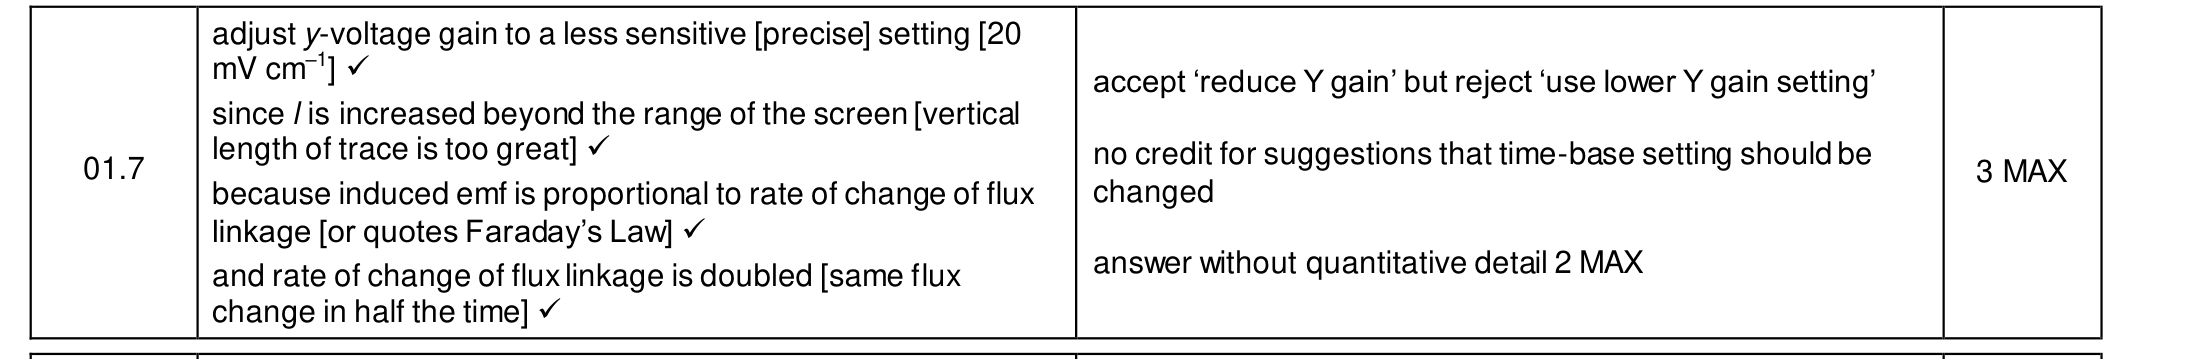 01.7
adjust y-voltage gain to a less sensitive [precise] setting [20
mV cm⁻¹] ✓
since l is increased beyond the range of the screen [vertical
length of trace is too great] ✓
because induced emf is proportional to rate of change of flux
linkage [or quotes Faraday's Law] ✓
and rate of change of flux linkage is doubled [same flux
change in half the time] ✓
accept ‘reduce Y gain’ but reject ‘use lower Y gain setting’
no credit for suggestions that time-base setting should be
changed
answer without quantitative detail 2 MAX
3 MAX